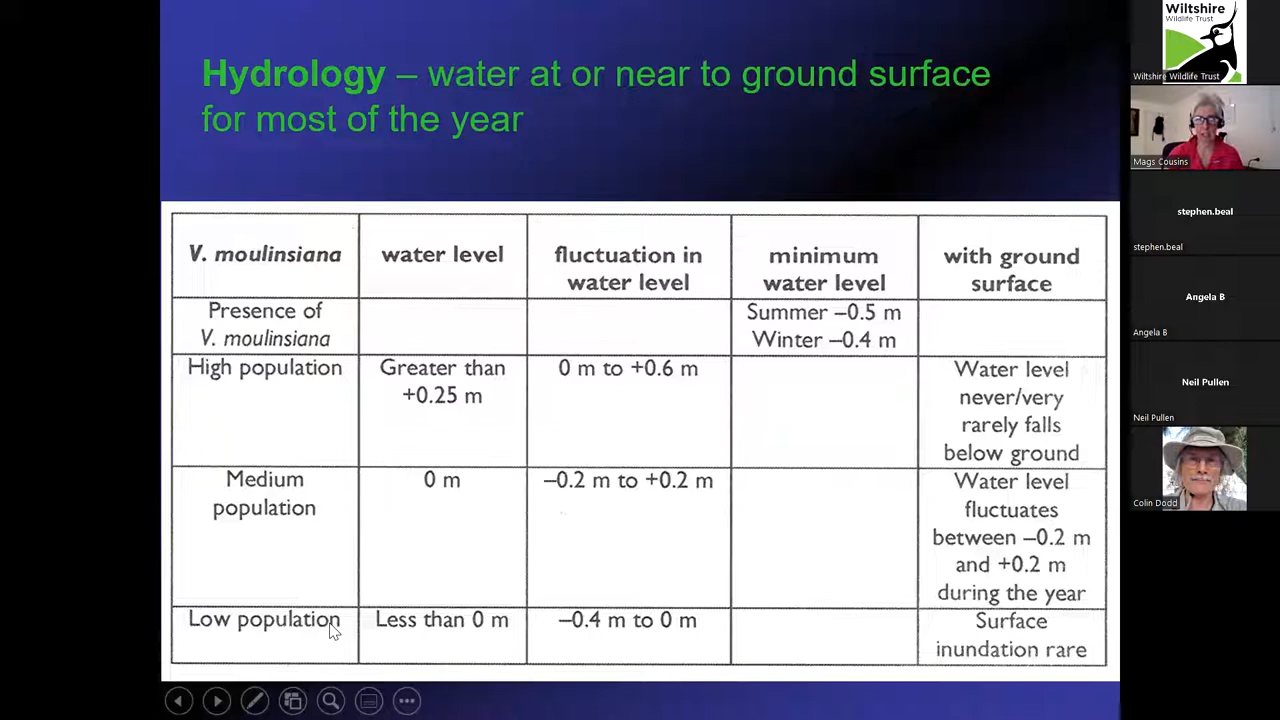 Hydrology – water at or near to ground surface
for most of the year
V. moulinsiana
water level
fluctuation in
water level
minimum
water level
with ground
surface
Presence of
V. moulinsiana
Summer –0.5 m
Winter –0.4 m
High population
Greater than
+0.25 m
0 m to +0.6 m
Water level
never/very
rarely falls
below ground
Medium
population
0 m
–0.2 m to +0.2 m
Water level
fluctuates
between –0.2 m
and +0.2 m
during the year
Low population
Less than 0 m
–0.4 m to 0 m
Surface
inundation rare
Wiltshire
Wildlife Trust
Wiltshire Wildlife Trust
Mags Cousins
stephen.beal
stephen.beal
Angela B
Angela B
Neil Pullen
Neil Pullen
Colin Dodd